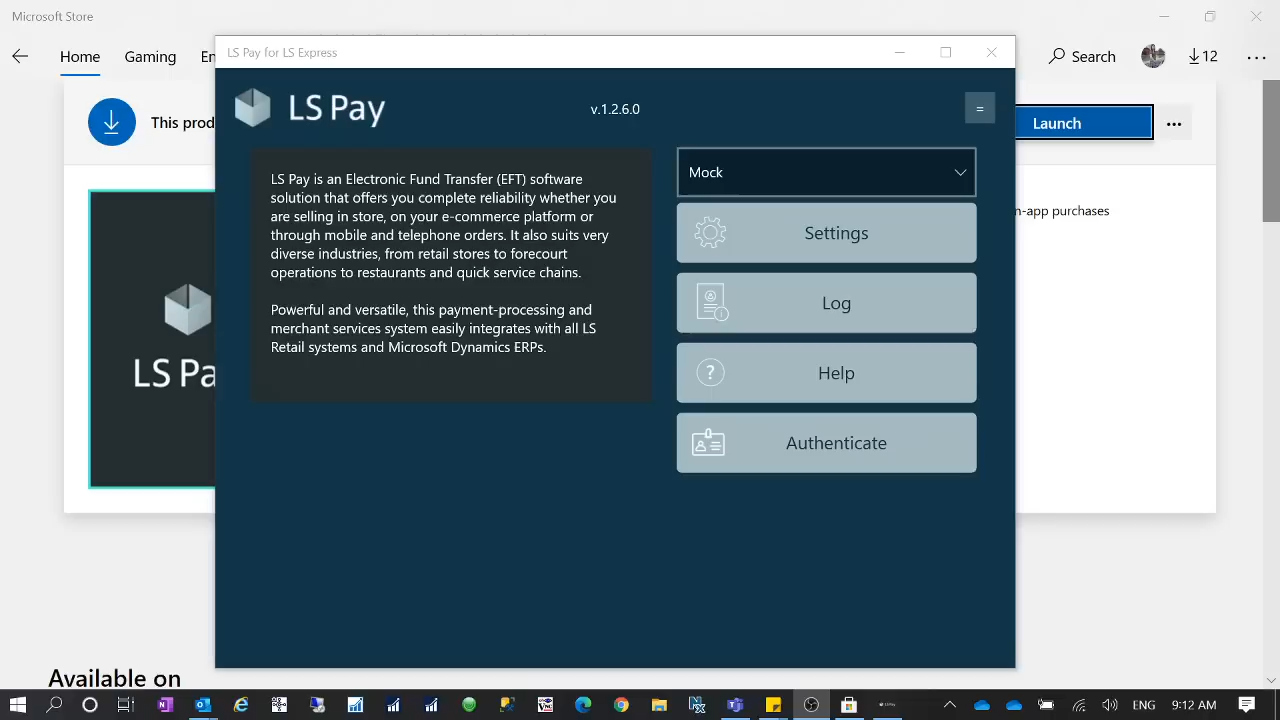 Microsoft Store
Home Gaming En
Search
12
This prod
Launch
n-app purchases
LS Pa
Available on
LS Pay for LS Express
LS Pay
v.1.2.6.0
=
LS Pay is an Electronic Fund Transfer (EFT) software
solution that offers you complete reliability whether you
are selling in store, on your e-commerce platform or
through mobile and telephone orders. It also suits very
diverse industries, from retail stores to forecourt
operations to restaurants and quick service chains.
Powerful and versatile, this payment-processing and
merchant services system easily integrates with all LS
Retail systems and Microsoft Dynamics ERPs.
Mock
Settings
Log
? Help
Authenticate
ENG 9:12 AM